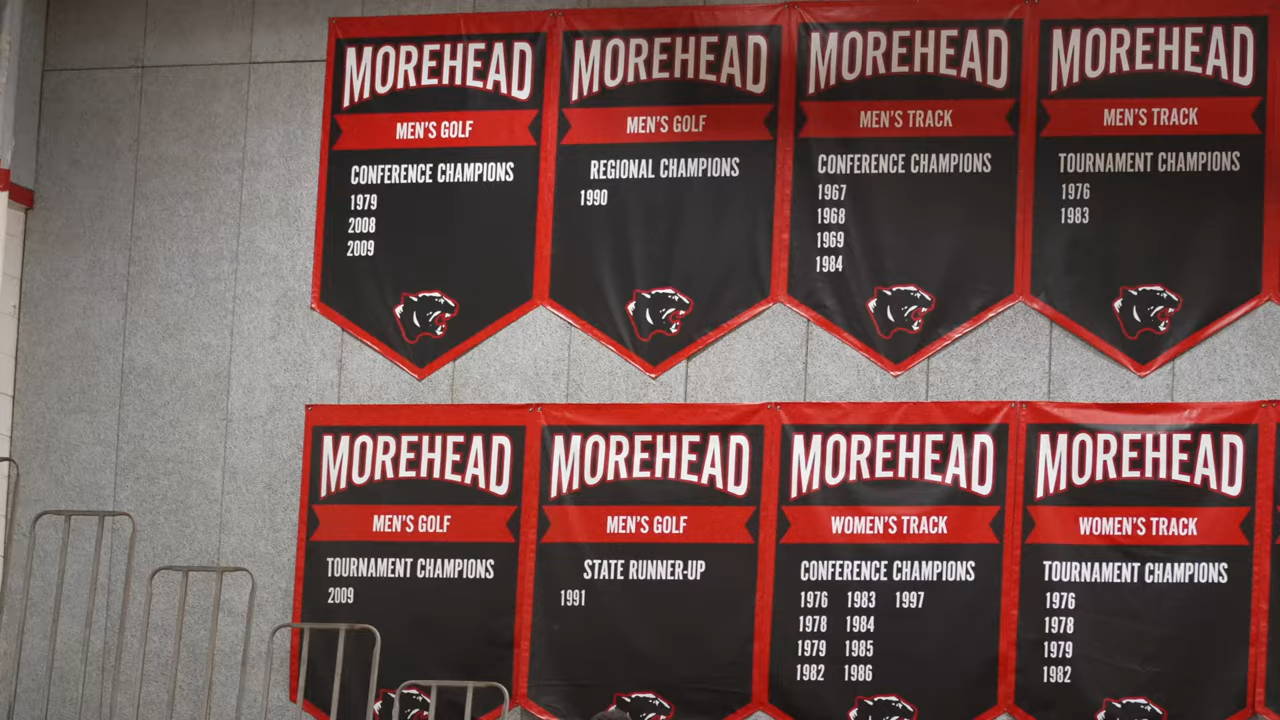 MOREHEAD
MEN'S GOLF
CONFERENCE CHAMPIONS
1979
2008
2009
MOREHEAD
MEN'S GOLF
REGIONAL CHAMPIONS
1990
MOREHEAD
MEN'S TRACK
CONFERENCE CHAMPIONS
1967
1968
1969
1984
MOREHEAD
MEN'S TRACK
TOURNAMENT CHAMPIONS
1976
1983
MOREHEAD
MEN'S GOLF
TOURNAMENT CHAMPIONS
2009
MOREHEAD
MEN'S GOLF
STATE RUNNER-UP
1991
MOREHEAD
WOMEN'S TRACK
CONFERENCE CHAMPIONS
1976 1983 1997
1978 1984
1979 1985
1982 1986
MOREHEAD
WOMEN'S TRACK
TOURNAMENT CHAMPIONS
1976
1978
1979
1982